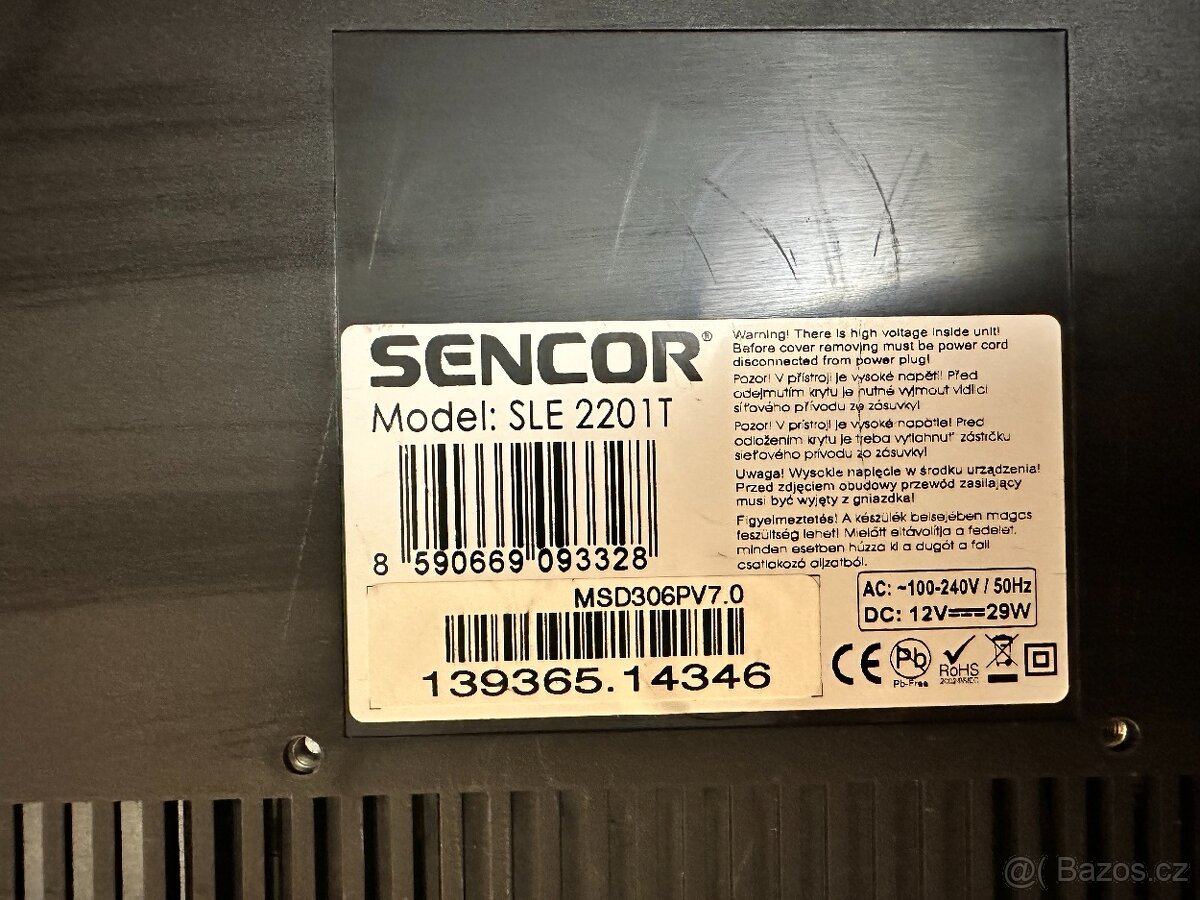 SENCOR®
Model: SLE 2201T
8 590669 093328
Warning! There is high voltage inside unit!
Before cover removing must be power cord
disconnected from power plug!
Pozor! V přístroji je vysoké napětí! Před
odejmutím krytu je nutné vyjmout vidlici
síťového přívodu ze zásuvky!
Pozor! V prístroji je vysoké napätie! Pred
odložením krytu je treba vytiahnuť zástrčku
sieťového prívodu zo zásuvky!
Uwaga! Wysokie napięcie w środku urządzenia!
Przed zdjęciem obudowy przewód zasilający
musi być wyjęty z gniazdka!
Figyelmeztetés! A készülék belsejében magas
feszültség lehet! Mielőtt eltávolítja a fedelet,
minden esetben húzza ki a dugót a fali
csatlakozó aljzatból.
MSD306PV7.0
139365.14346
AC: ~100-240V / 50Hz
DC: 12V 29W
CE
Pb
Pb-Free
RoHS
@( Bazos.cz